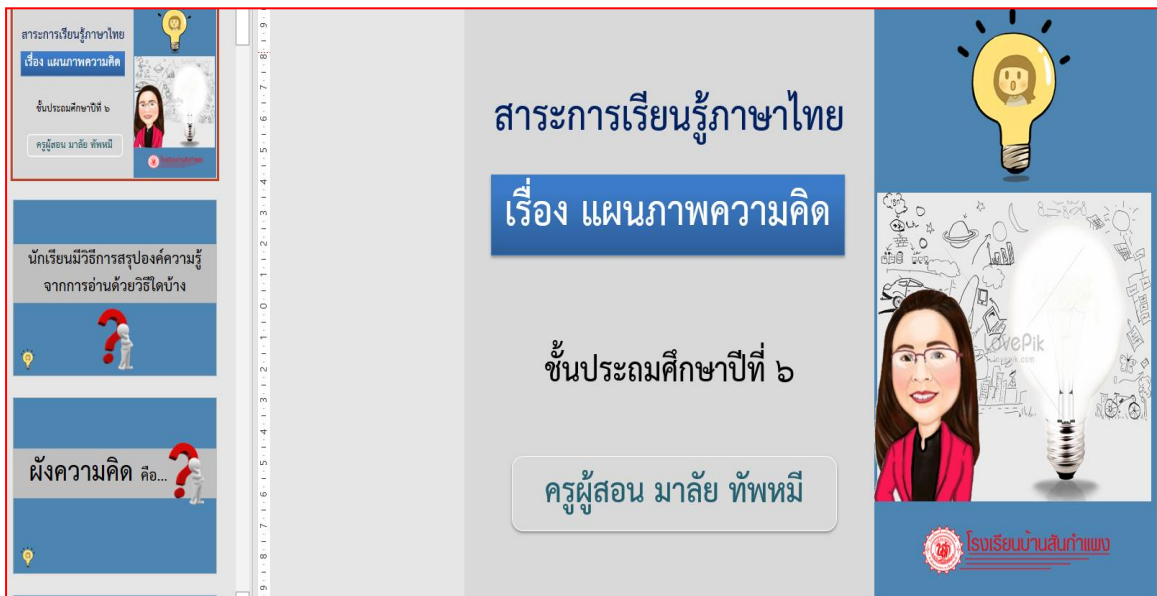 สาระการเรียนรู้ภาษาไทย
เรื่อง แผนภาพความคิด
ชั้นประถมศึกษาปีที่ ๖
ครูผู้สอน มาลัย ทัพหมี
นักเรียนมีวิธีการสรุปองค์ความรู้
จากการอ่านด้วยวิธีใดบ้าง
ผังความคิด คือ...
สาระการเรียนรู้ภาษาไทย
เรื่อง แผนภาพความคิด
ชั้นประถมศึกษาปีที่ ๖
ครูผู้สอน มาลัย ทัพหมี
LovePik
โรงเรียนบ้านสันกำแพง